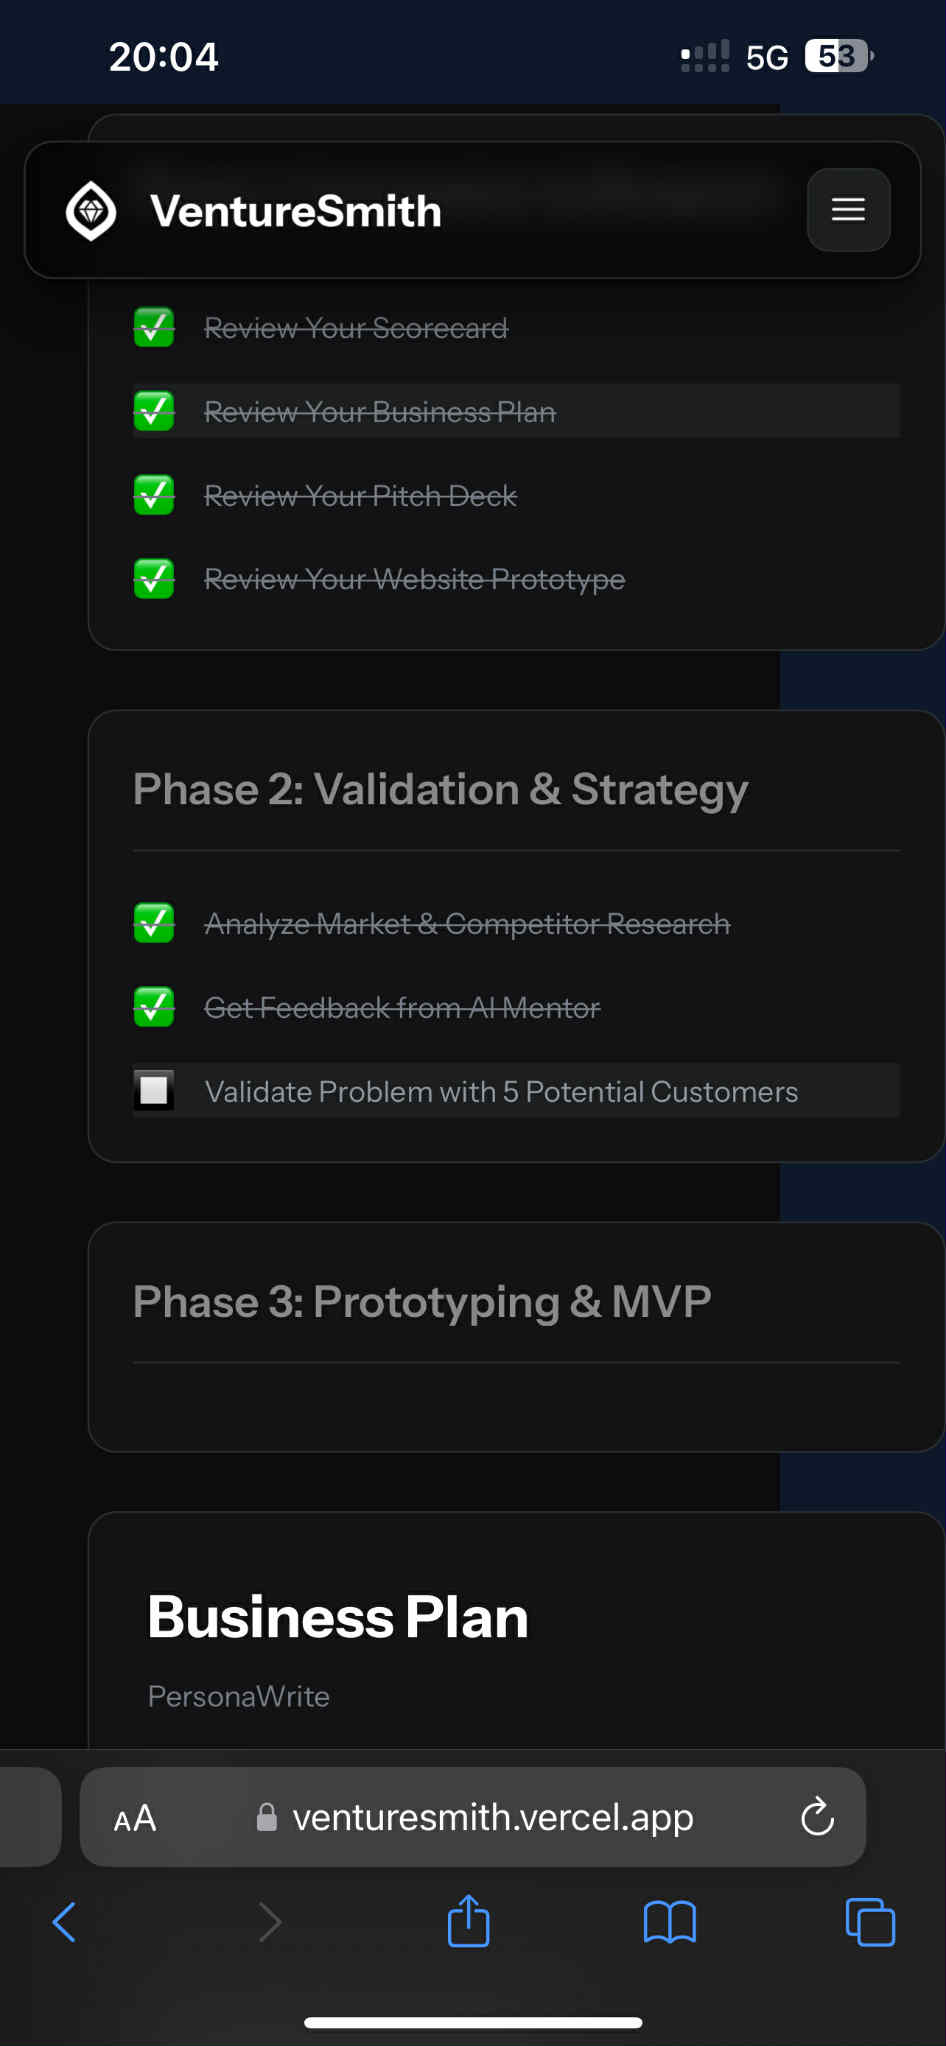 20:04
5G
53
VentureSmith
Review Your Scorecard
Review Your Business Plan
Review Your Pitch Deck
Review Your Website Prototype
Phase 2: Validation & Strategy
Analyze Market & Competitor Research
Get Feedback from AI Mentor
Validate Problem with 5 Potential Customers
Phase 3: Prototyping & MVP
Business Plan
PersonaWrite
AA
venturesmith.vercel.app